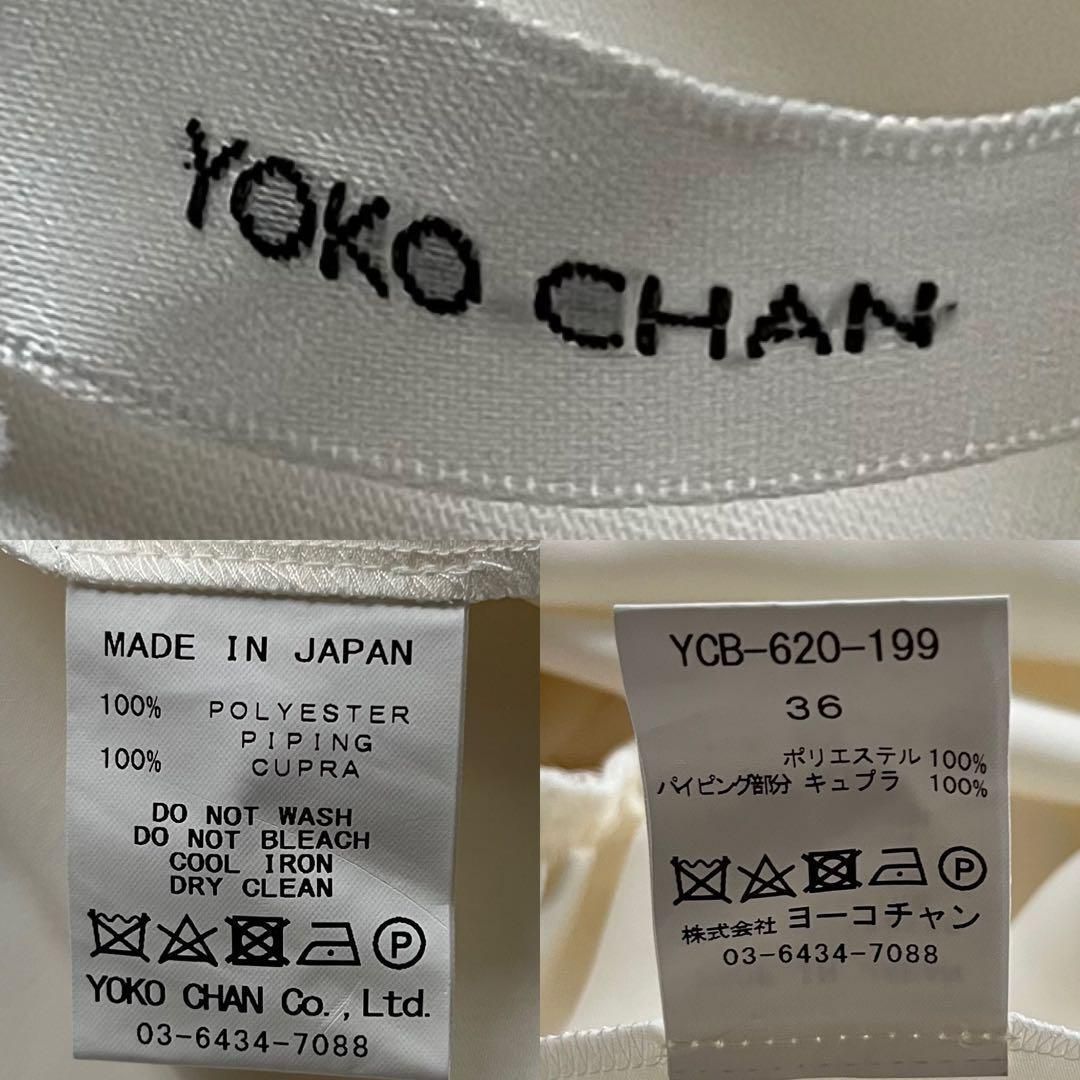 YOKO CHAN
MADE IN JAPAN
100% POLYESTER
PIPING
100% CUPRA
DO NOT WASH
DO NOT BLEACH
COOL IRON
DRY CLEAN
P
YOKO CHAN Co., Ltd.
03-6434-7088
YCB-620-199
36
ポリエステル 100%
パイピング部分 キュプラ 100%
P
株式会社 ヨーコチャン
03-6434-7088